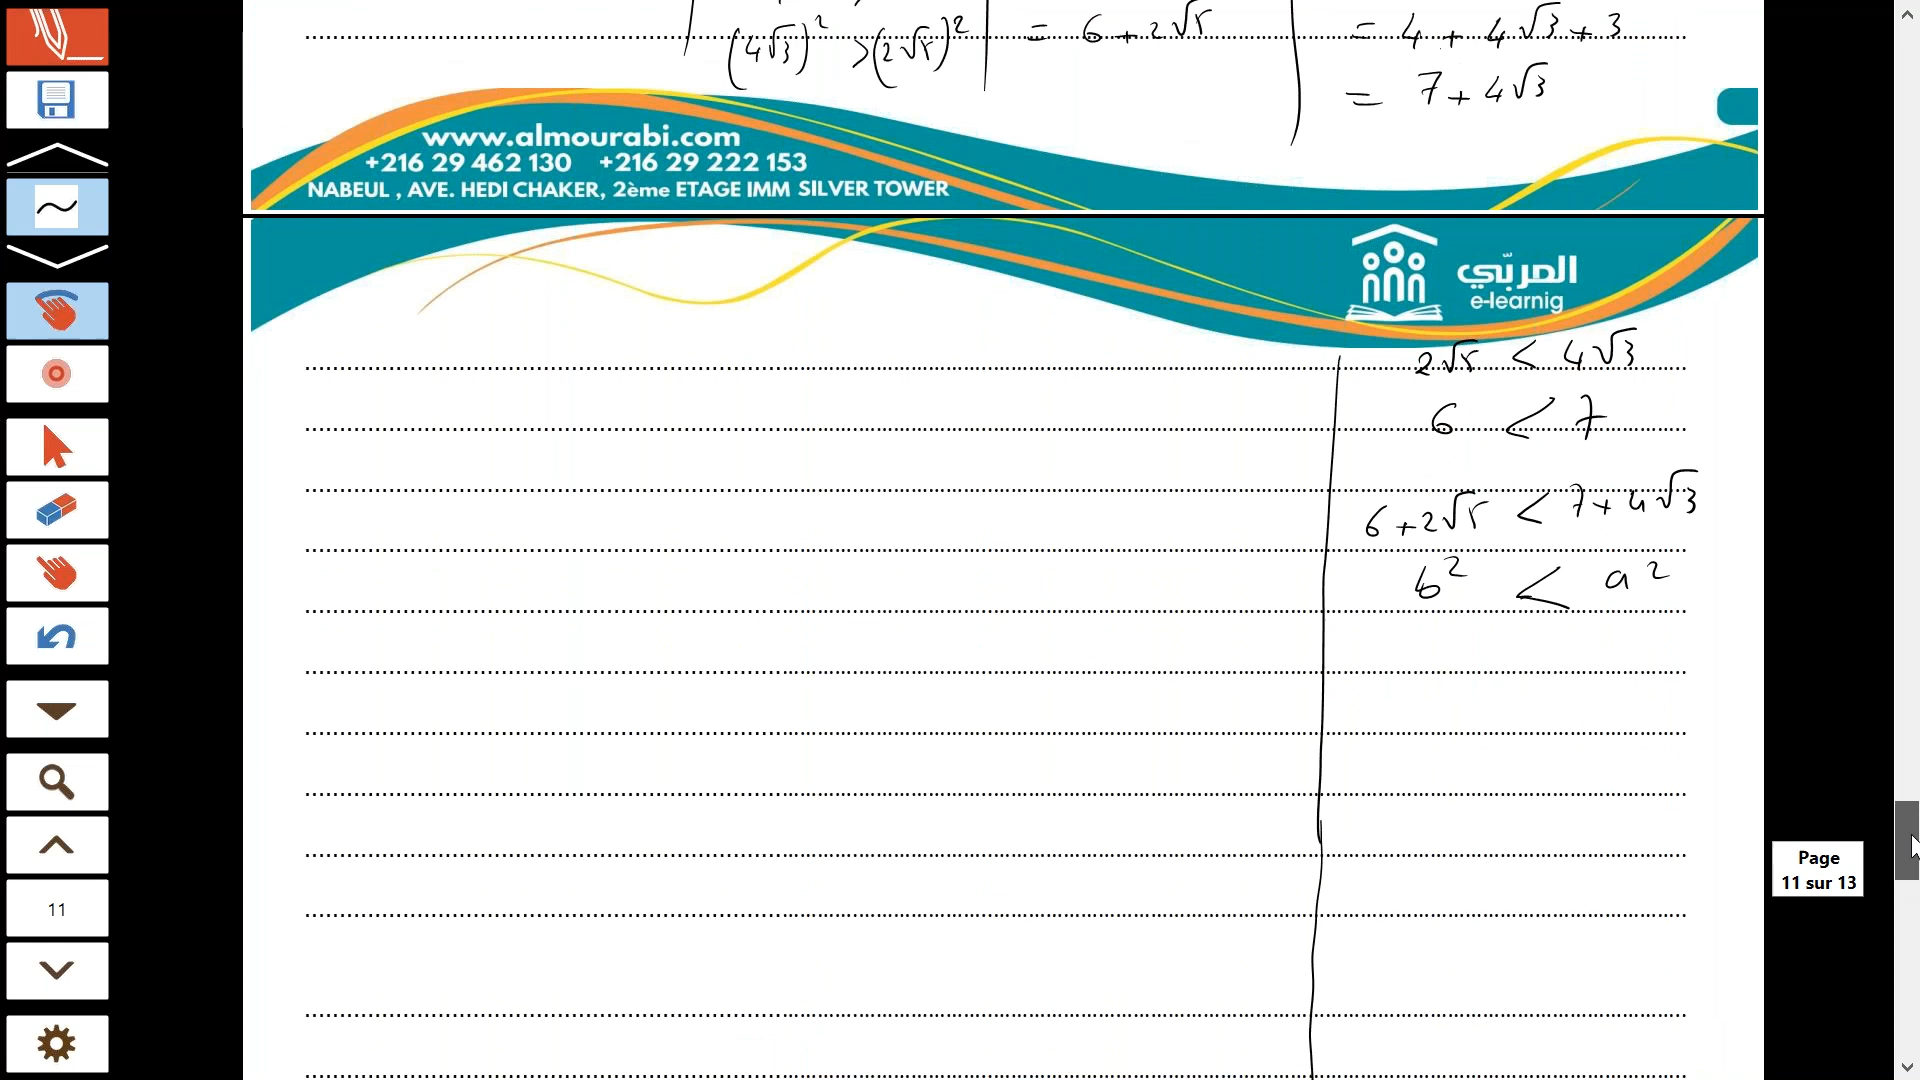 (4√3)² > (2√5)²
= 6 + 2√5
= 4 + 4√3 + 3
= 7 + 4√3
www.almourabi.com
+216 29 462 130 +216 29 222 153
NABEUL , AVE. HEDI CHAKER, 2ème ETAGE IMM SILVER TOWER
المربّي
e-learnig
2√5 < 4√3
6 < 7
6 + 2√5 < 7 + 4√3
b² < a²
Page
11 sur 13
11